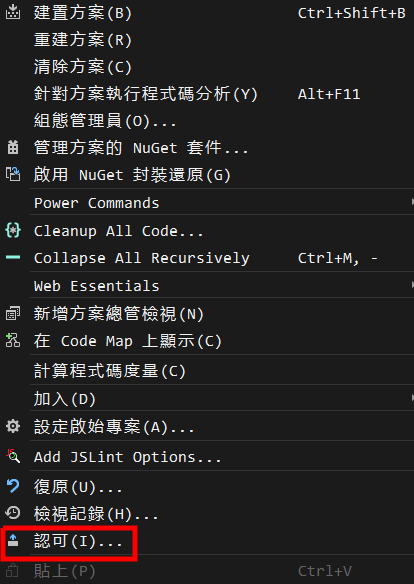 建置方案(B) Ctrl+Shift+B
重建方案(R)
清除方案(C)
針對方案執行程式碼分析(Y) Alt+F11
組態管理員(O)...
管理方案的 NuGet 套件...
啟用 NuGet 封裝還原(G)
Power Commands
Cleanup All Code...
Collapse All Recursively Ctrl+M, -
Web Essentials
新增方案總管檢視(N)
在 Code Map 上顯示(C)
計算程式碼度量(C)
加入(D)
設定啟始專案(A)...
Add JSLint Options...
復原(U)...
檢視記錄(H)...
認可(I)...
貼上(P) Ctrl+V